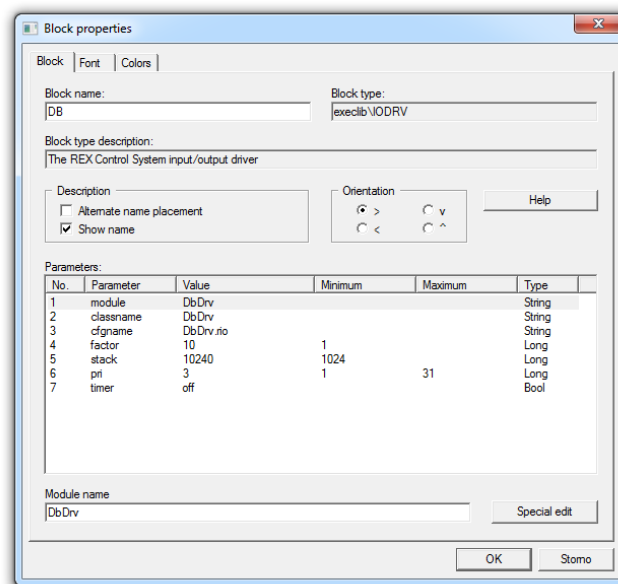 Block properties
Block Font Colors
Block name: Block type:
DB execlib\IODRV
Block type description:
The REX Control System input/output driver
Description Orientation
Alternate name placement > v Help
Show name < ^
Parameters:
No. Parameter Value Minimum Maximum Type
1 module DbDrv String
2 classname DbDrv String
3 cfgname DbDrv.rio String
4 factor 10 1 Long
5 stack 10240 1024 Long
6 pri 3 1 31 Long
7 timer off Bool
Module name
DbDrv Special edit
OK Storno